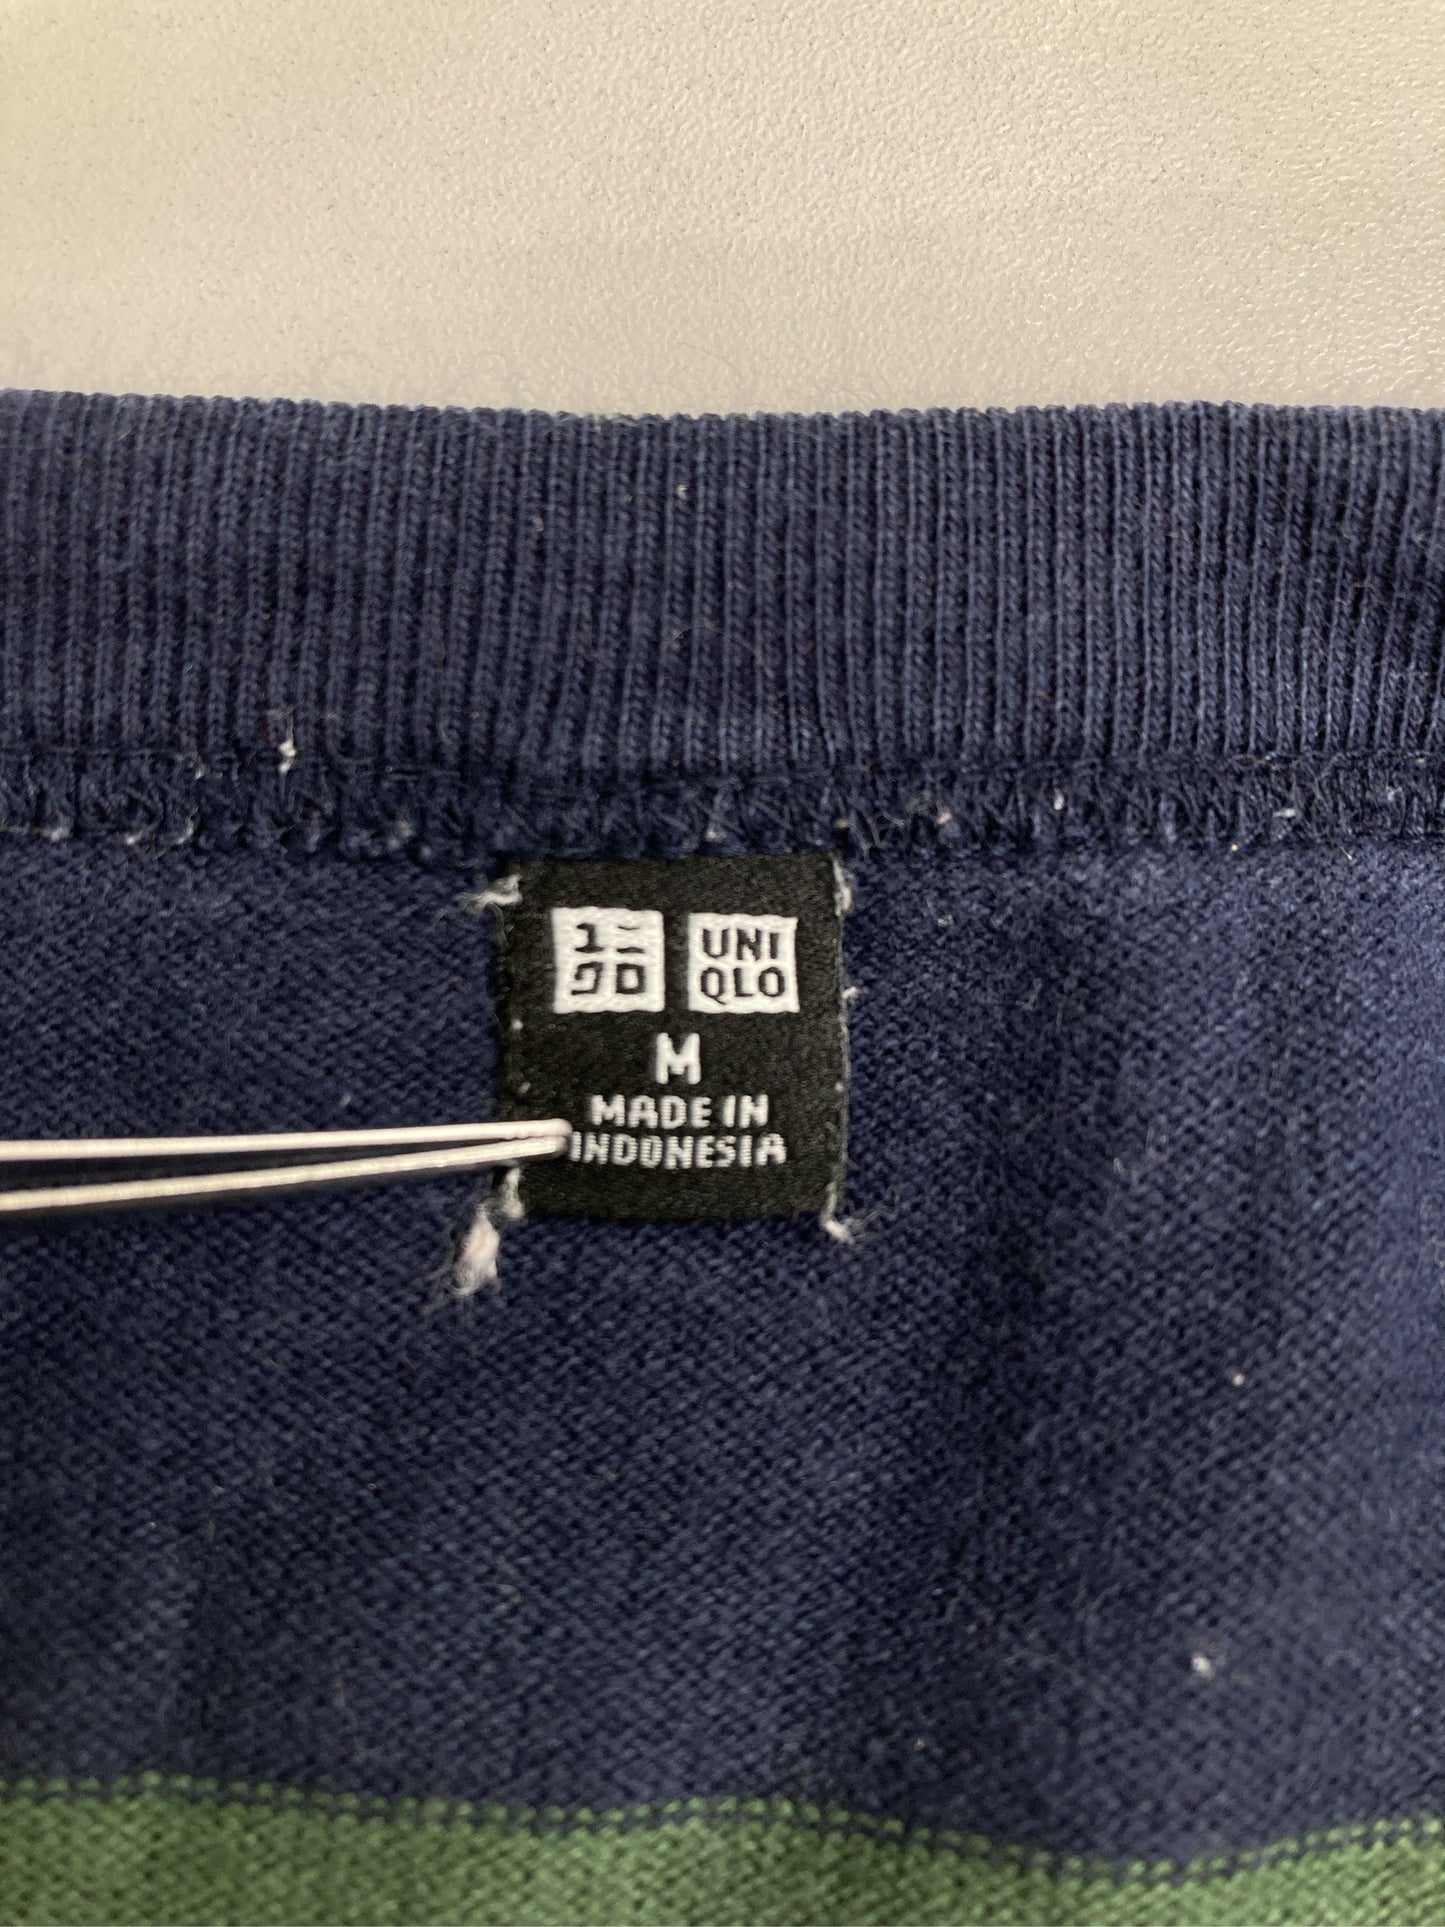 ユニ UNI
クロ QLO
M
MADE IN
INDONESIA